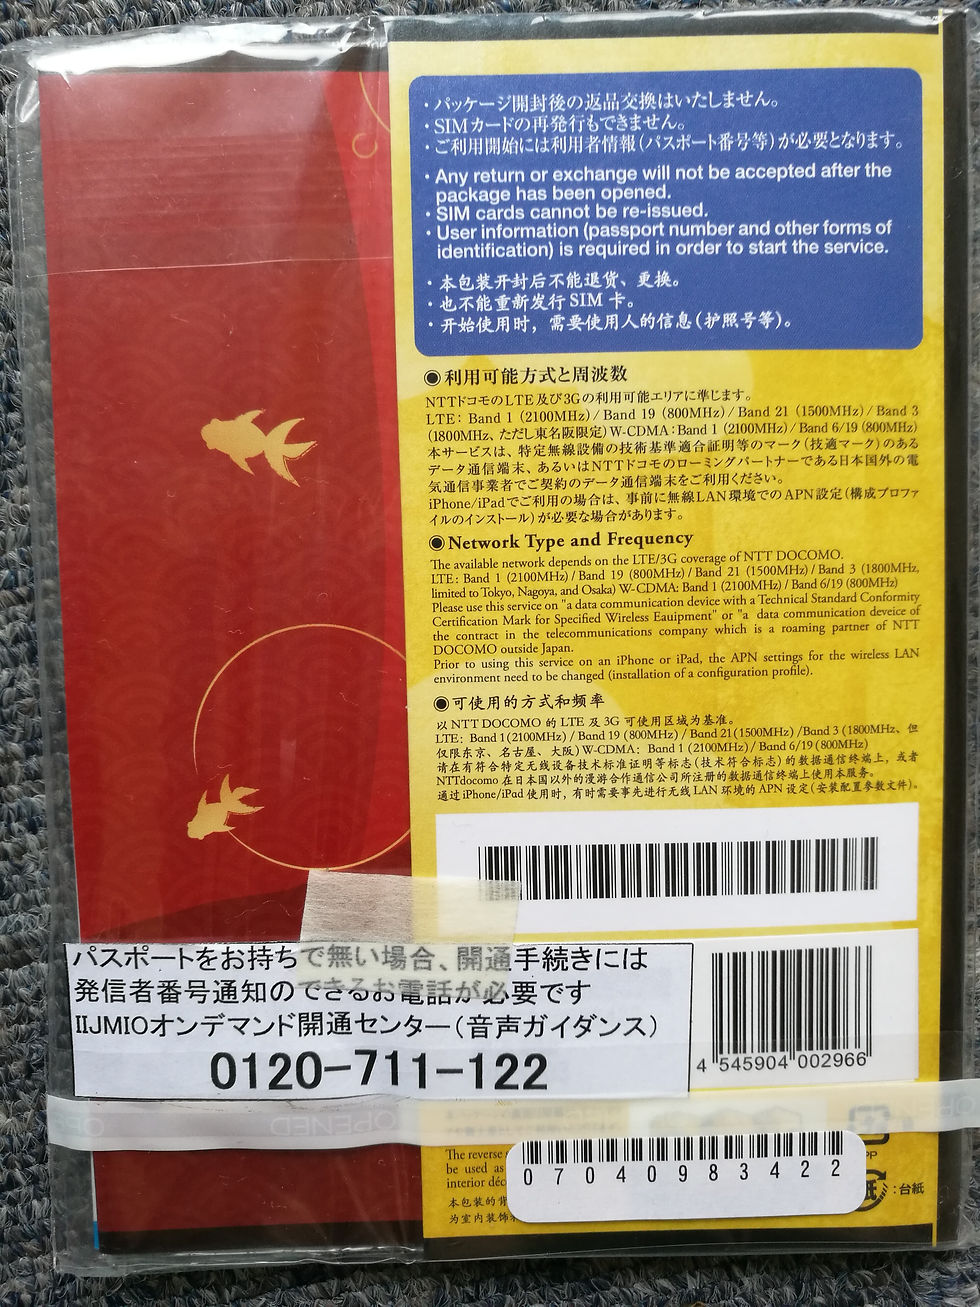 ・パッケージ開封後の返品交換はいたしません。
・SIMカードの再発行もできません。
・ご利用開始には利用者情報(パスポート番号等)が必要となります。
・Any return or exchange will not be accepted after the
package has been opened.
・SIM cards cannot be re-issued.
・User information (passport number and other forms of
identification) is required in order to start the service.
・本包装开封后不能退货、更换。
・也不能重新发行SIM 卡。
・开始使用时，需要使用人的信息(护照号等)。
◉利用可能方式と周波数
NTTドコモのLTE及び3Gの利用可能エリアに準じます。
LTE: Band 1 (2100MHz) / Band 19 (800MHz) / Band 21 (1500MHz) / Band 3
(1800MHz、ただし東名阪限定) W-CDMA:Band 1 (2100MHz) / Band 6/19 (800MHz)
本サービスは、特定無線設備の技術基準適合証明等のマーク(技適マーク)のある
データ通信端末、あるいはNTTドコモのローミングパートナーである日本国外の電
気通信事業者でご契約のデータ通信端末をご利用ください。
iPhone/iPadでご利用の場合は、事前に無線LAN環境でのAPN設定(構成プロファ
イルのインストール)が必要な場合があります。
◉Network Type and Frequency
The available network depends on the LTE/3G coverage of NTT DOCOMO.
LTE: Band 1 (2100MHz) / Band 19 (800MHz) / Band 21 (1500MHz) / Band 3 (1800MHz,
limited to Tokyo, Nagoya, and Osaka) W-CDMA: Band 1 (2100MHz) / Band 6/19 (800MHz)
Please use this service on "a data communication device with a Technical Standard Conformity
Certification Mark for Specified Wireless Eauipment" or "a data communication deveice of
the contract in the telecommunications company which is a roaming partner of NTT
DOCOMO outside Japan.
Prior to using this service on an iPhone or iPad, the APN settings for the wireless LAN
environment need to be changed (installation of a configuration profile).
◉可使用的方式和频率
以 NTT DOCOMO 的 LTE 及 3G 可使用区域为基准。
LTE: Band 1(2100MHz) / Band 19 (800MHz) / Band 21(1500MHz) /Band 3 (1800MHz、但
仅限东京、名古屋、大阪) W-CDMA: Band 1 (2100MHz) / Band 6/19 (800MHz)
请在有符合特定无线设备技术标准证明等标志(技术符合标志)的数据通信终端上，或者
NTTdocomo 在日本国以外的漫游合作通信公司所注册的数据通信终端上使用本服务。
通过 iPhone/iPad 使用时，有时需要事先进行无线 LAN 环境的 APN 设定(安装配置参数文件)。
パスポートをお持ちで無い場合、開通手続きには
発信者番号通知のできるお電話が必要です
IIJMIOオンデマンド開通センター(音声ガイダンス)
0120-711-122
4 545904 002966
OPENED
The reverse
be used as
interior déc
本包装的背
为室内装饰
07040983422
:台紙